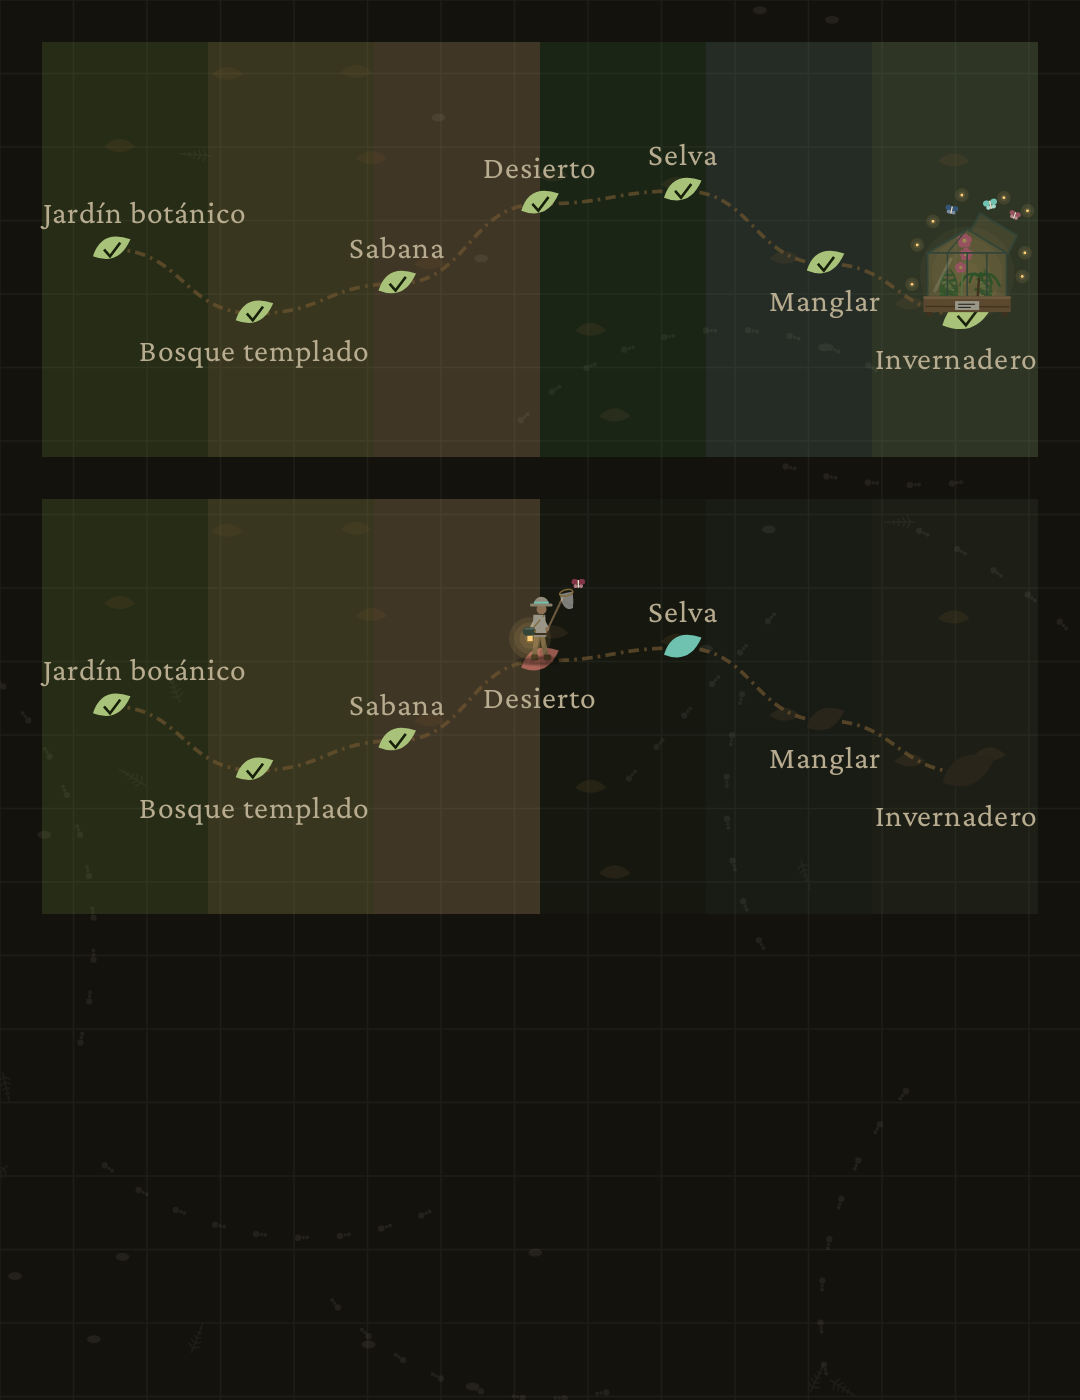 Desierto
Selva
Jardín botánico
Sabana
Manglar
Bosque templado
Invernadero
Selva
Jardín botánico
Sabana
Desierto
Manglar
Bosque templado
Invernadero